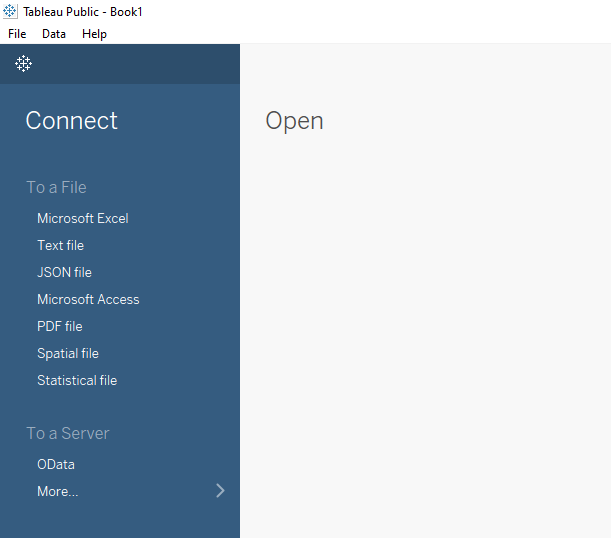 Tableau Public - Book1
File Data Help
Connect
Open
To a File
Microsoft Excel
Text file
JSON file
Microsoft Access
PDF file
Spatial file
Statistical file
To a Server
OData
More...